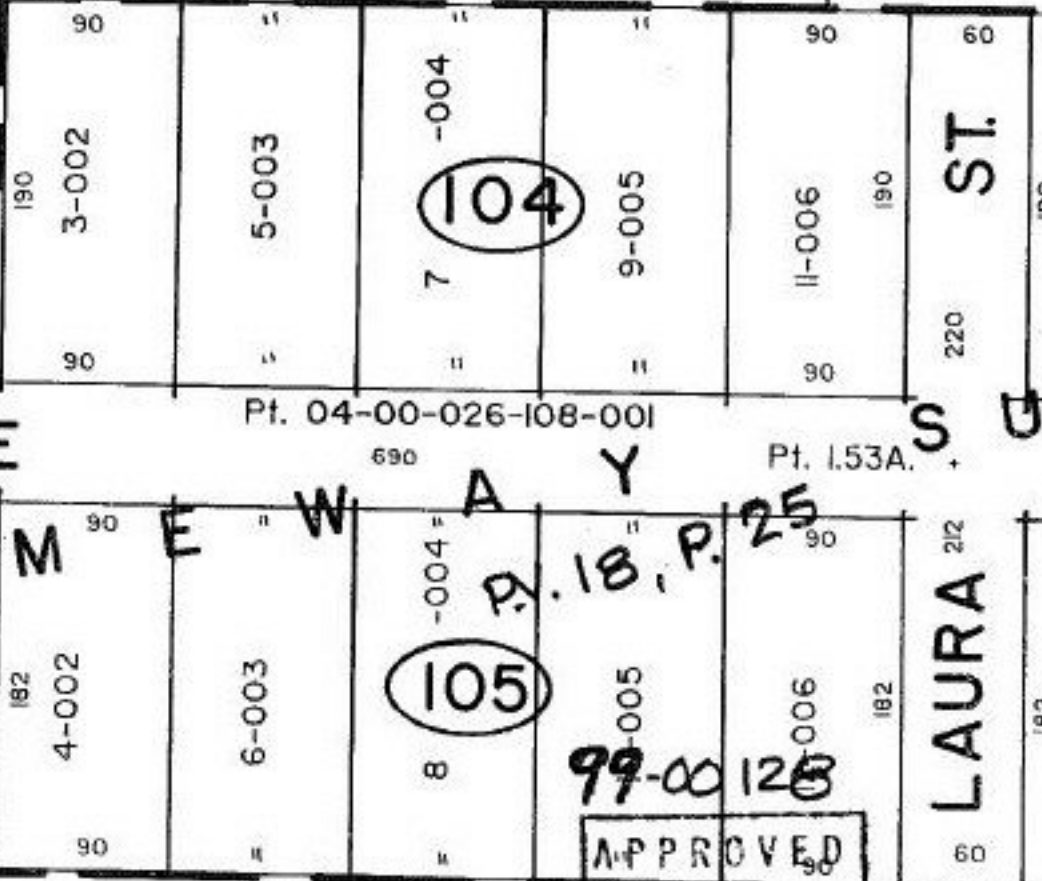 90 " " " 90 60
190 3-002 5-003 7 -004 9-005 11-006 190 ST.
104
220
90 " " " 90
Pt. 04-00-026-108-001
S U
690 Pt. 1.53A. +
M E W A Y
90 " " " 90 212
P.V. 18, P. 25
182 4-002 6-003 8 -004 -005 -006 182 LAURA
105
99-00128
APPROVED
90 " " 90 60